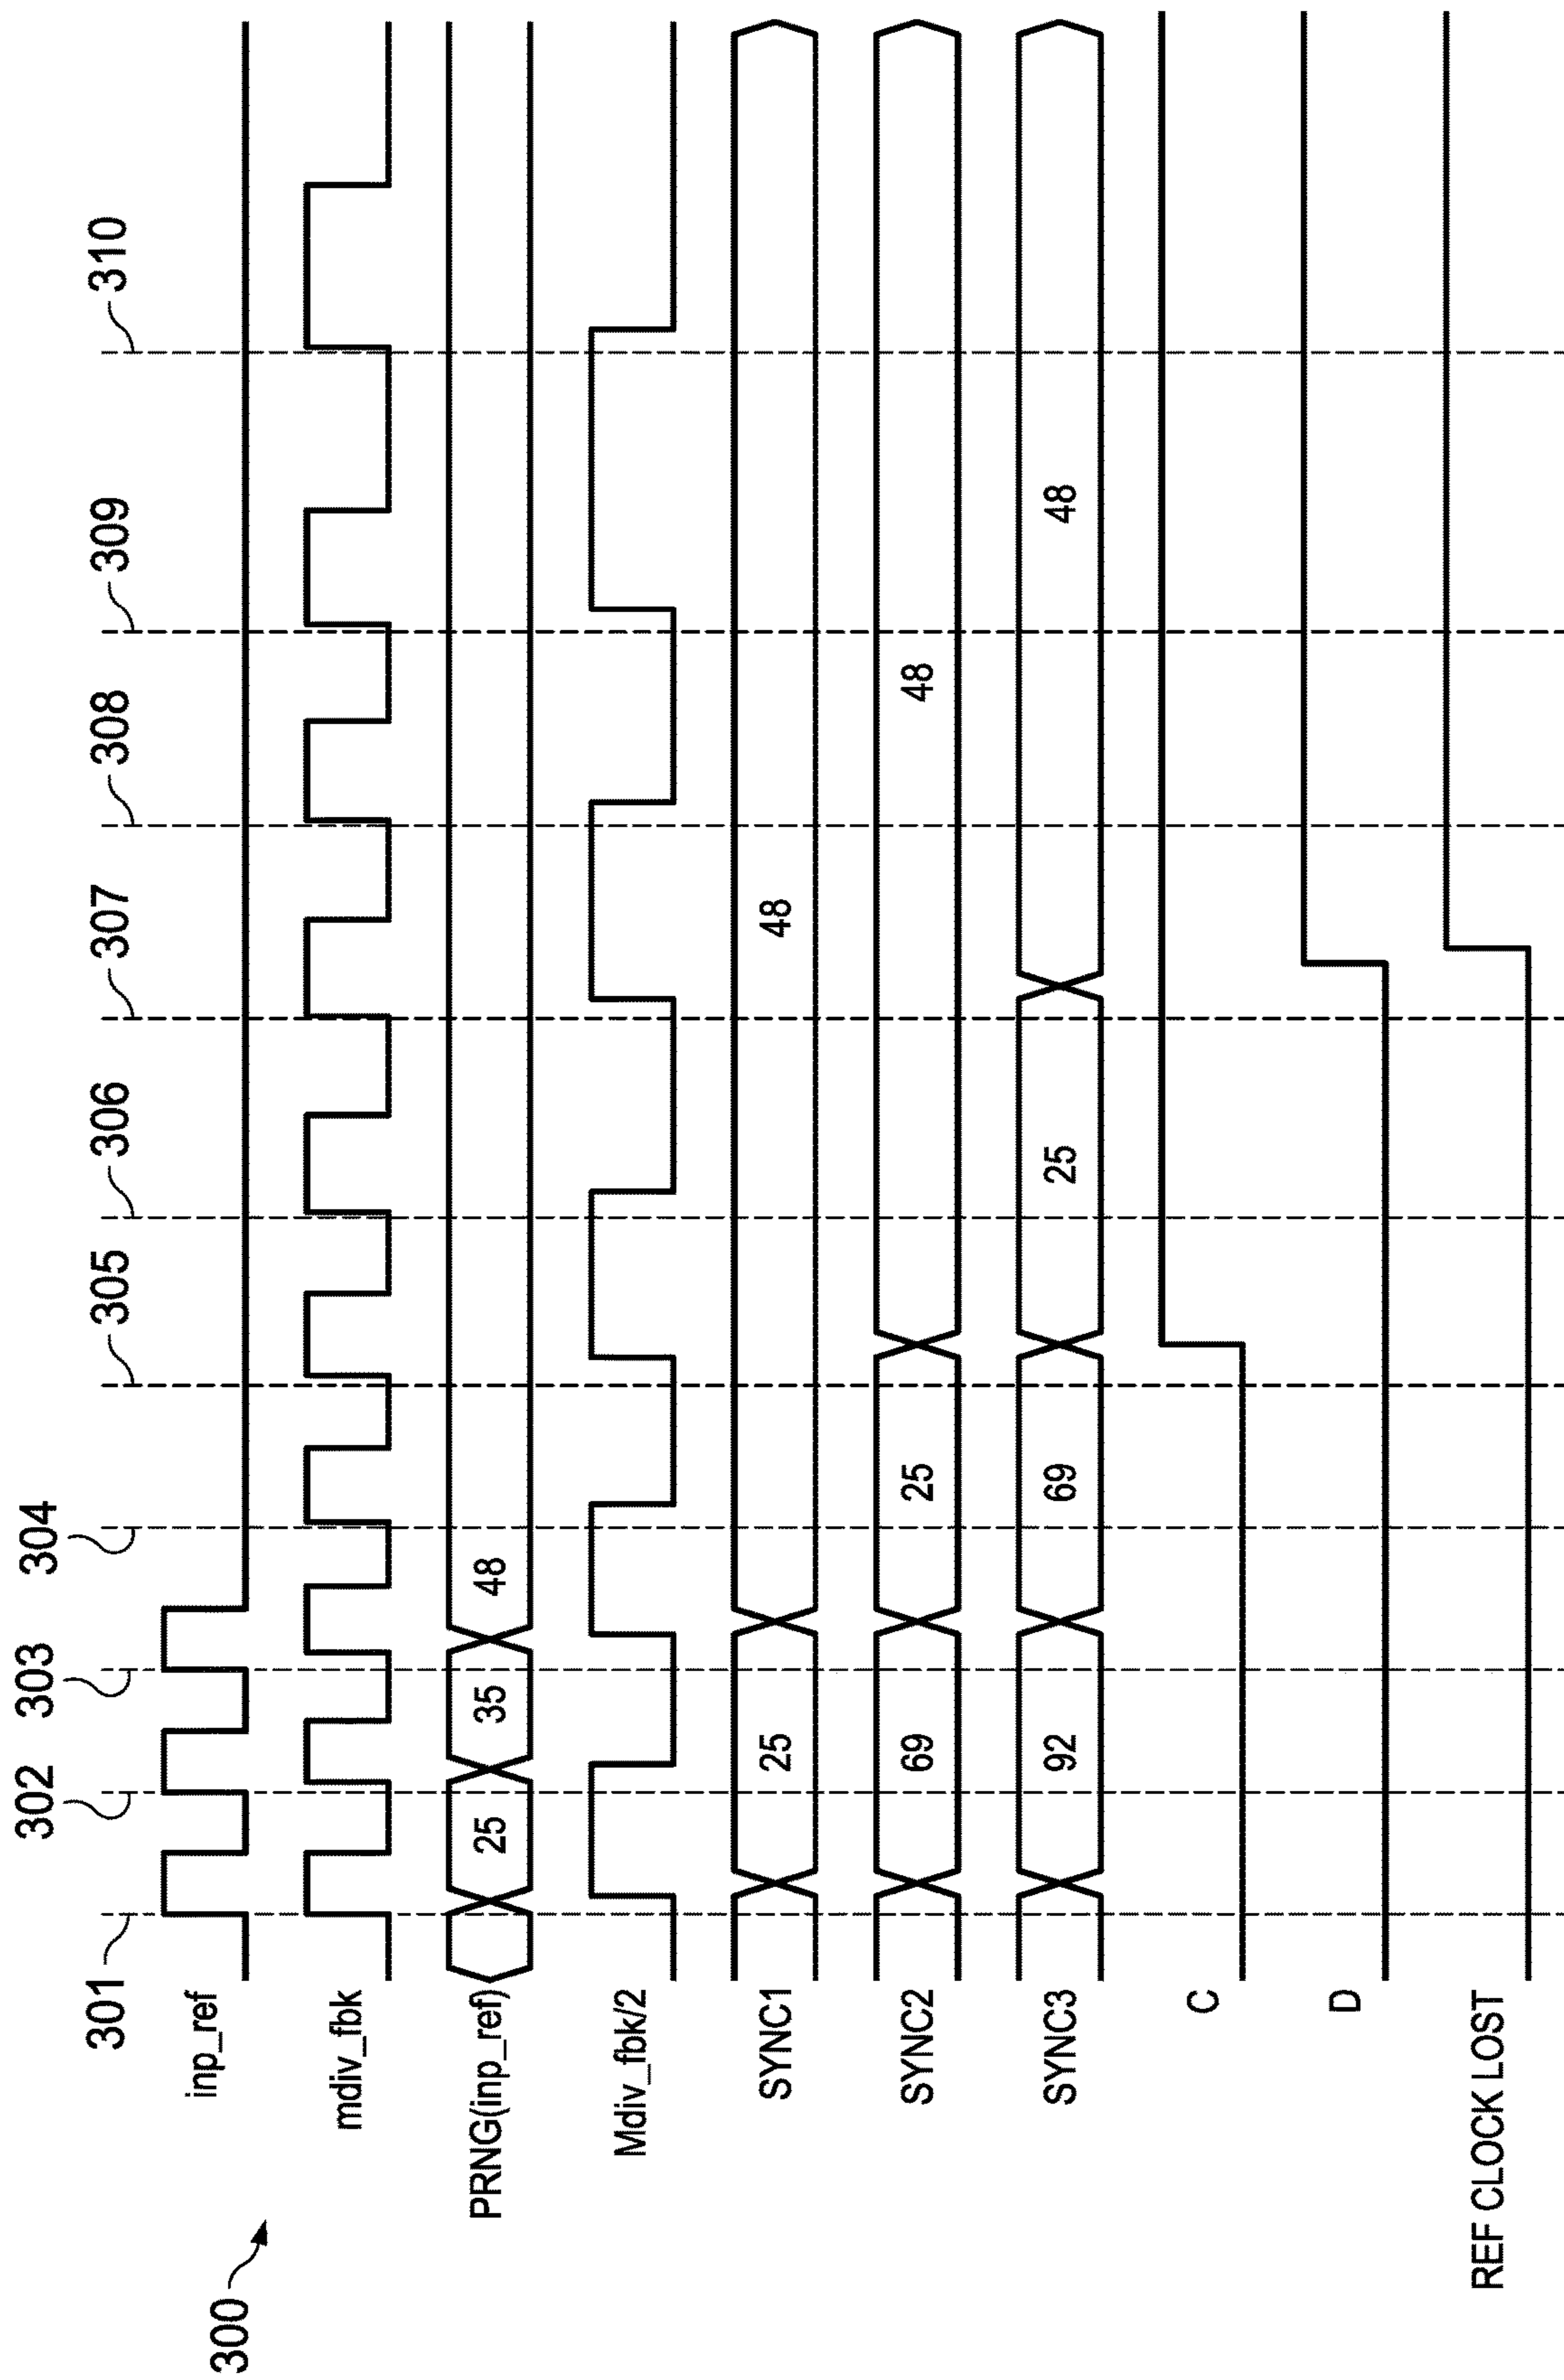 300
301
302
303
304
305
306
307
308
309
310
inp_ref
mdiv_fbk
PRNG(inp_ref)
25
35
48
Mdiv_fbk/2
SYNC1
25
48
SYNC2
69
25
48
SYNC3
92
69
25
48
C
D
REF CLOCK LOST